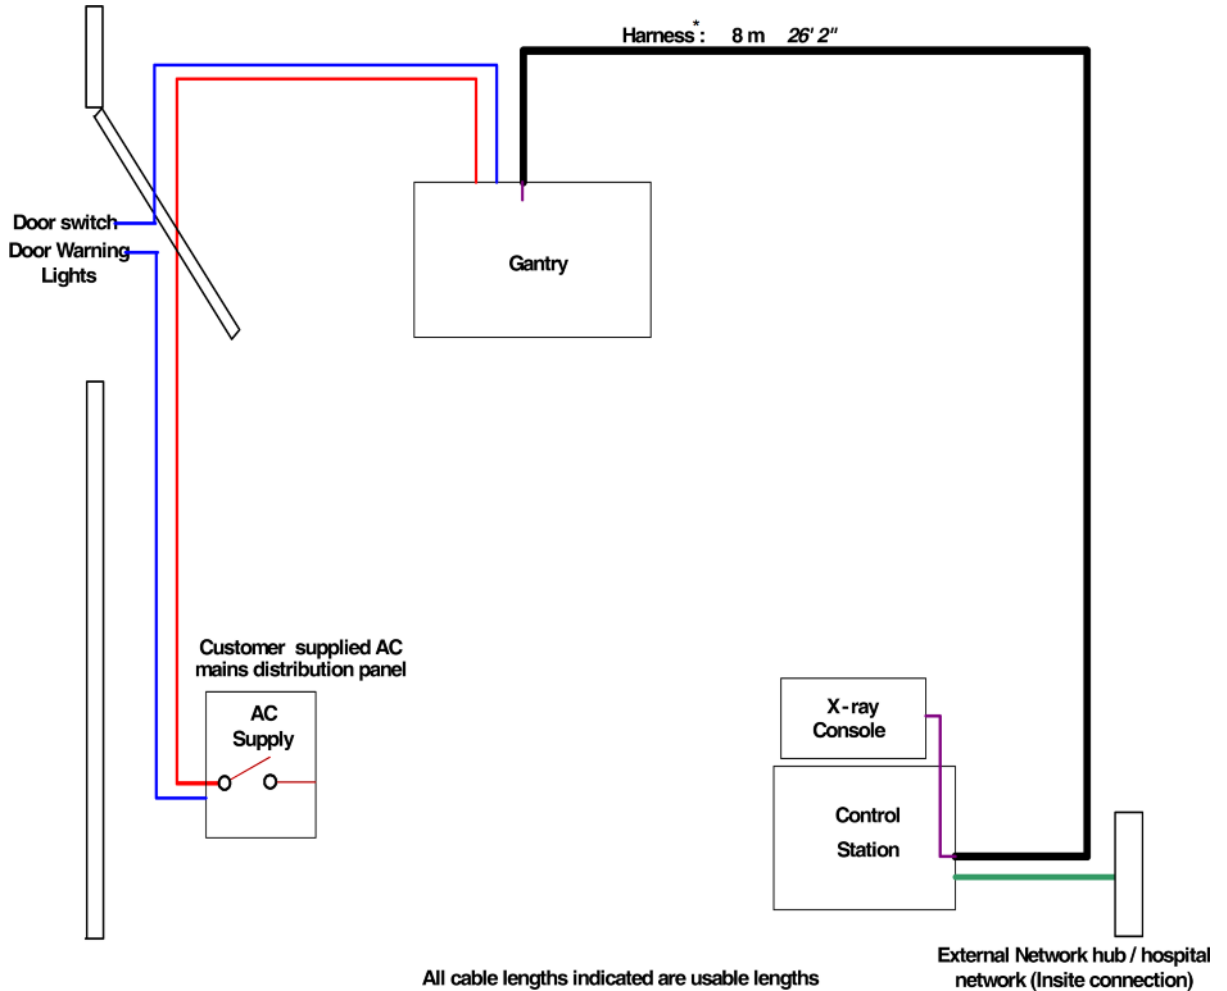 Harness*: 8 m 26' 2"
Door switch
Door Warning
Lights
Gantry
Customer supplied AC
mains distribution panel
AC
Supply
X-ray
Console
Control
Station
External Network hub / hospital
network (Insite connection)
All cable lengths indicated are usable lengths